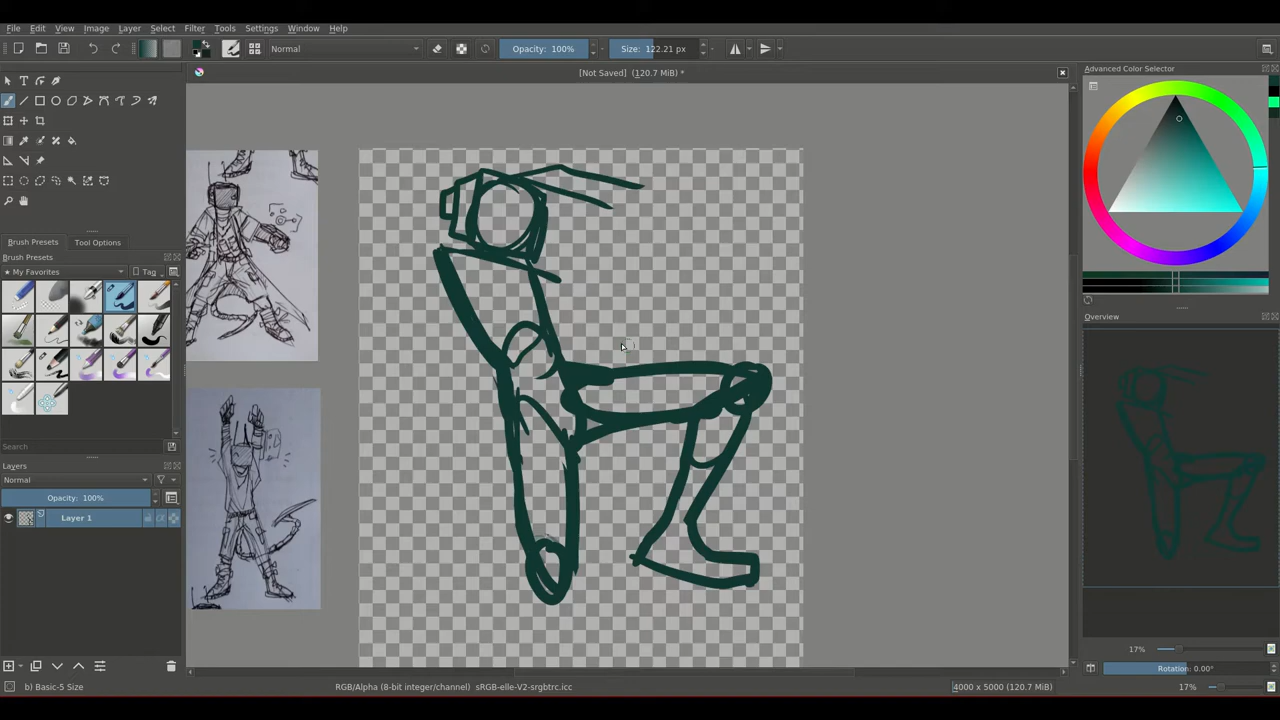 File Edit View Image Layer Select Filter Tools Settings Window Help
Normal
Opacity: 100%
Size: 122.21 px
[Not Saved] (120.7 MiB) *
Advanced Color Selector
Brush Presets
Tool Options
Brush Presets
My Favorites
Tag
Search
Layers
Normal
Opacity: 100%
Layer 1
Overview
17%
Rotation: 0.00°
b) Basic-5 Size
RGB/Alpha (8-bit integer/channel) sRGB-elle-V2-srgbtrc.icc
4000 x 5000 (120.7 MiB)
17%